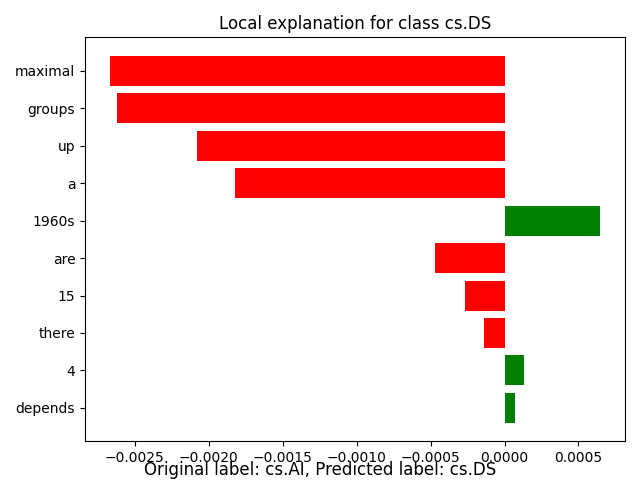 Local explanation for class cs.DS
maximal
groups
up
a
1960s
are
15
there
4
depends
−0.0025 −0.0020 −0.0015 −0.0010 −0.0005 0.0000 0.0005
Original label: cs.AI, Predicted label: cs.DS